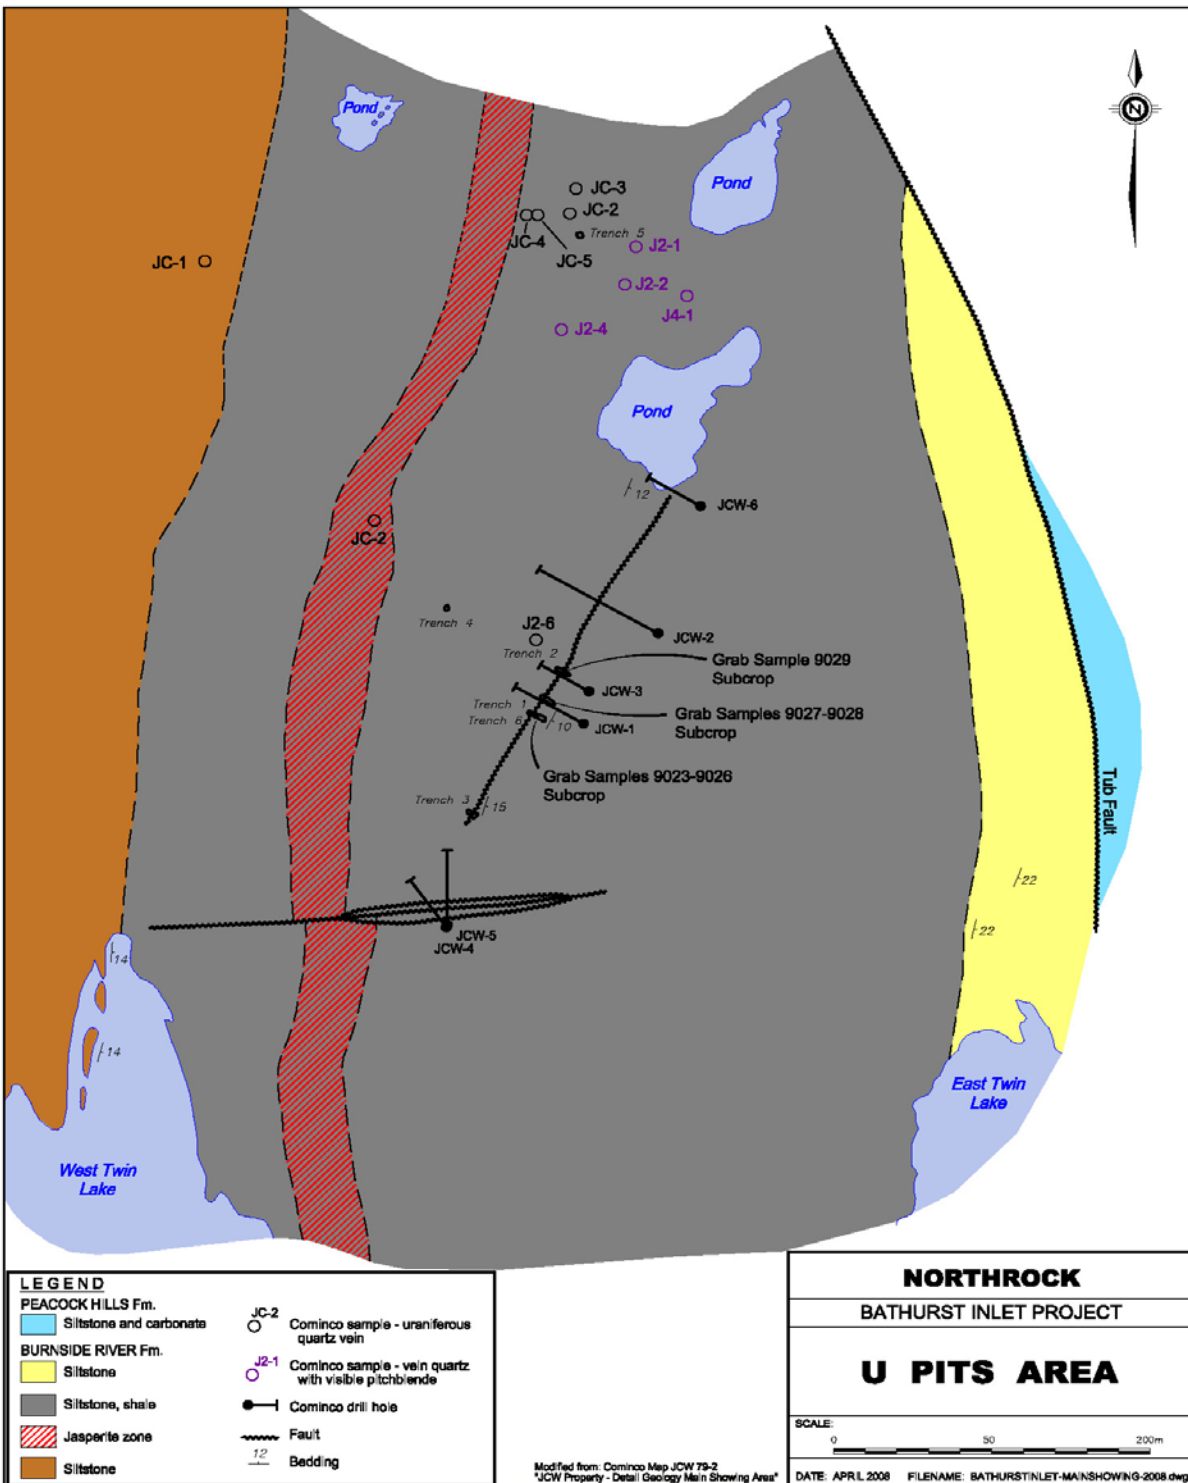 Pond
N
JC-3
Pond
JC-2
JC-4
Trench 5
JC-5
J2-1
JC-1
J2-2
J4-1
J2-4
Pond
12
JCW-6
JC-2
Trench 4
J2-6
JCW-2
Trench 2
Grab Sample 9029
Subcrop
JCW-3
Trench 1
Grab Samples 9027-9028
Subcrop
Trench 6
10
JCW-1
Grab Samples 9023-9026
Subcrop
Tub Fault
Trench 3
15
22
22
JCW-5
JCW-4
14
14
East Twin
Lake
West Twin
Lake
LEGEND
PEACOCK HILLS Fm.
Siltstone and carbonate
BURNSIDE RIVER Fm.
Siltstone
Siltstone, shale
Jasperite zone
Siltstone
JC-2
Cominco sample - uraniferous
quartz vein
J2-1
Cominco sample - vein quartz
with visible pitchblende
Cominco drill hole
Fault
12
Bedding
Modified from: Cominco Map JCW 79-2
"JCW Property - Detail Geology Main Showing Area"
NORTHROCK
BATHURST INLET PROJECT
U PITS AREA
SCALE:
0 50 200m
DATE: APRIL 2008 FILENAME: BATHURSTINLET-MAINSHOWING-2008.dwg